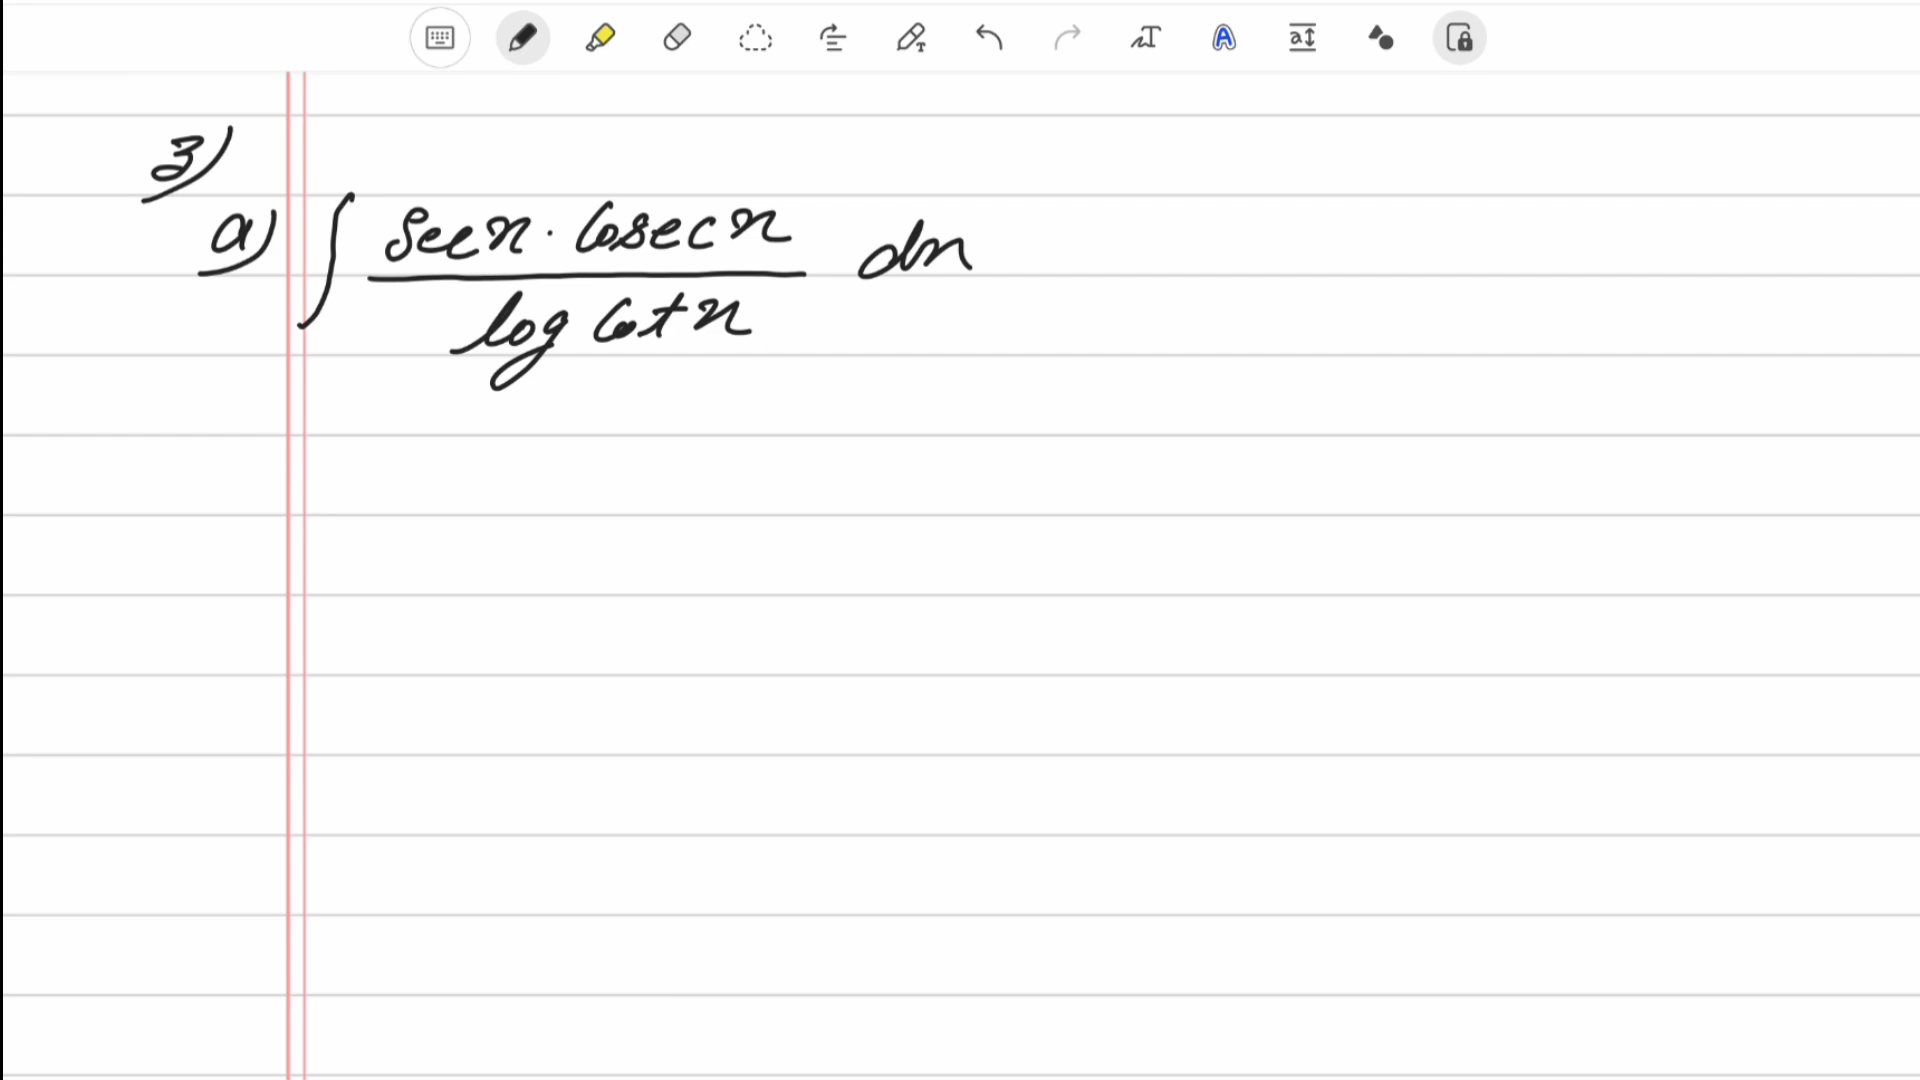 3)
a) ∫ secx · cosecx / log cotx dx